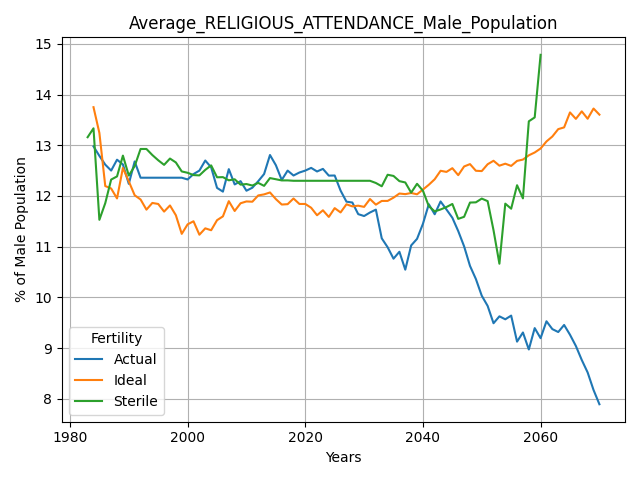 Average_RELIGIOUS_ATTENDANCE_Male_Population
% of Male Population
15
14
13
12
11
10
9
8
Fertility
Actual
Ideal
Sterile
1980
2000
2020
2040
2060
Years